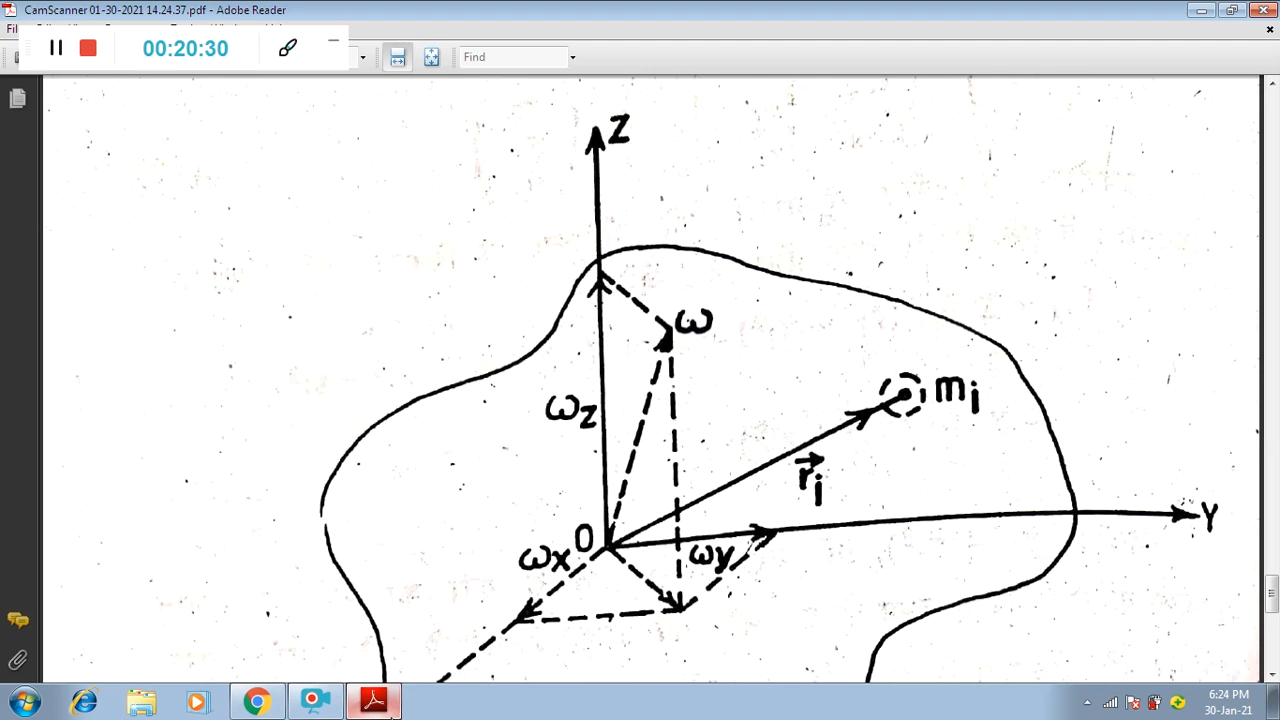 CamScanner 01-30-2021 14.24.37.pdf - Adobe Reader
00:20:30
Find
Z
ω
ωz
mi
ri
Y
O
ωx
ωy
6:24 PM
30-Jan-21